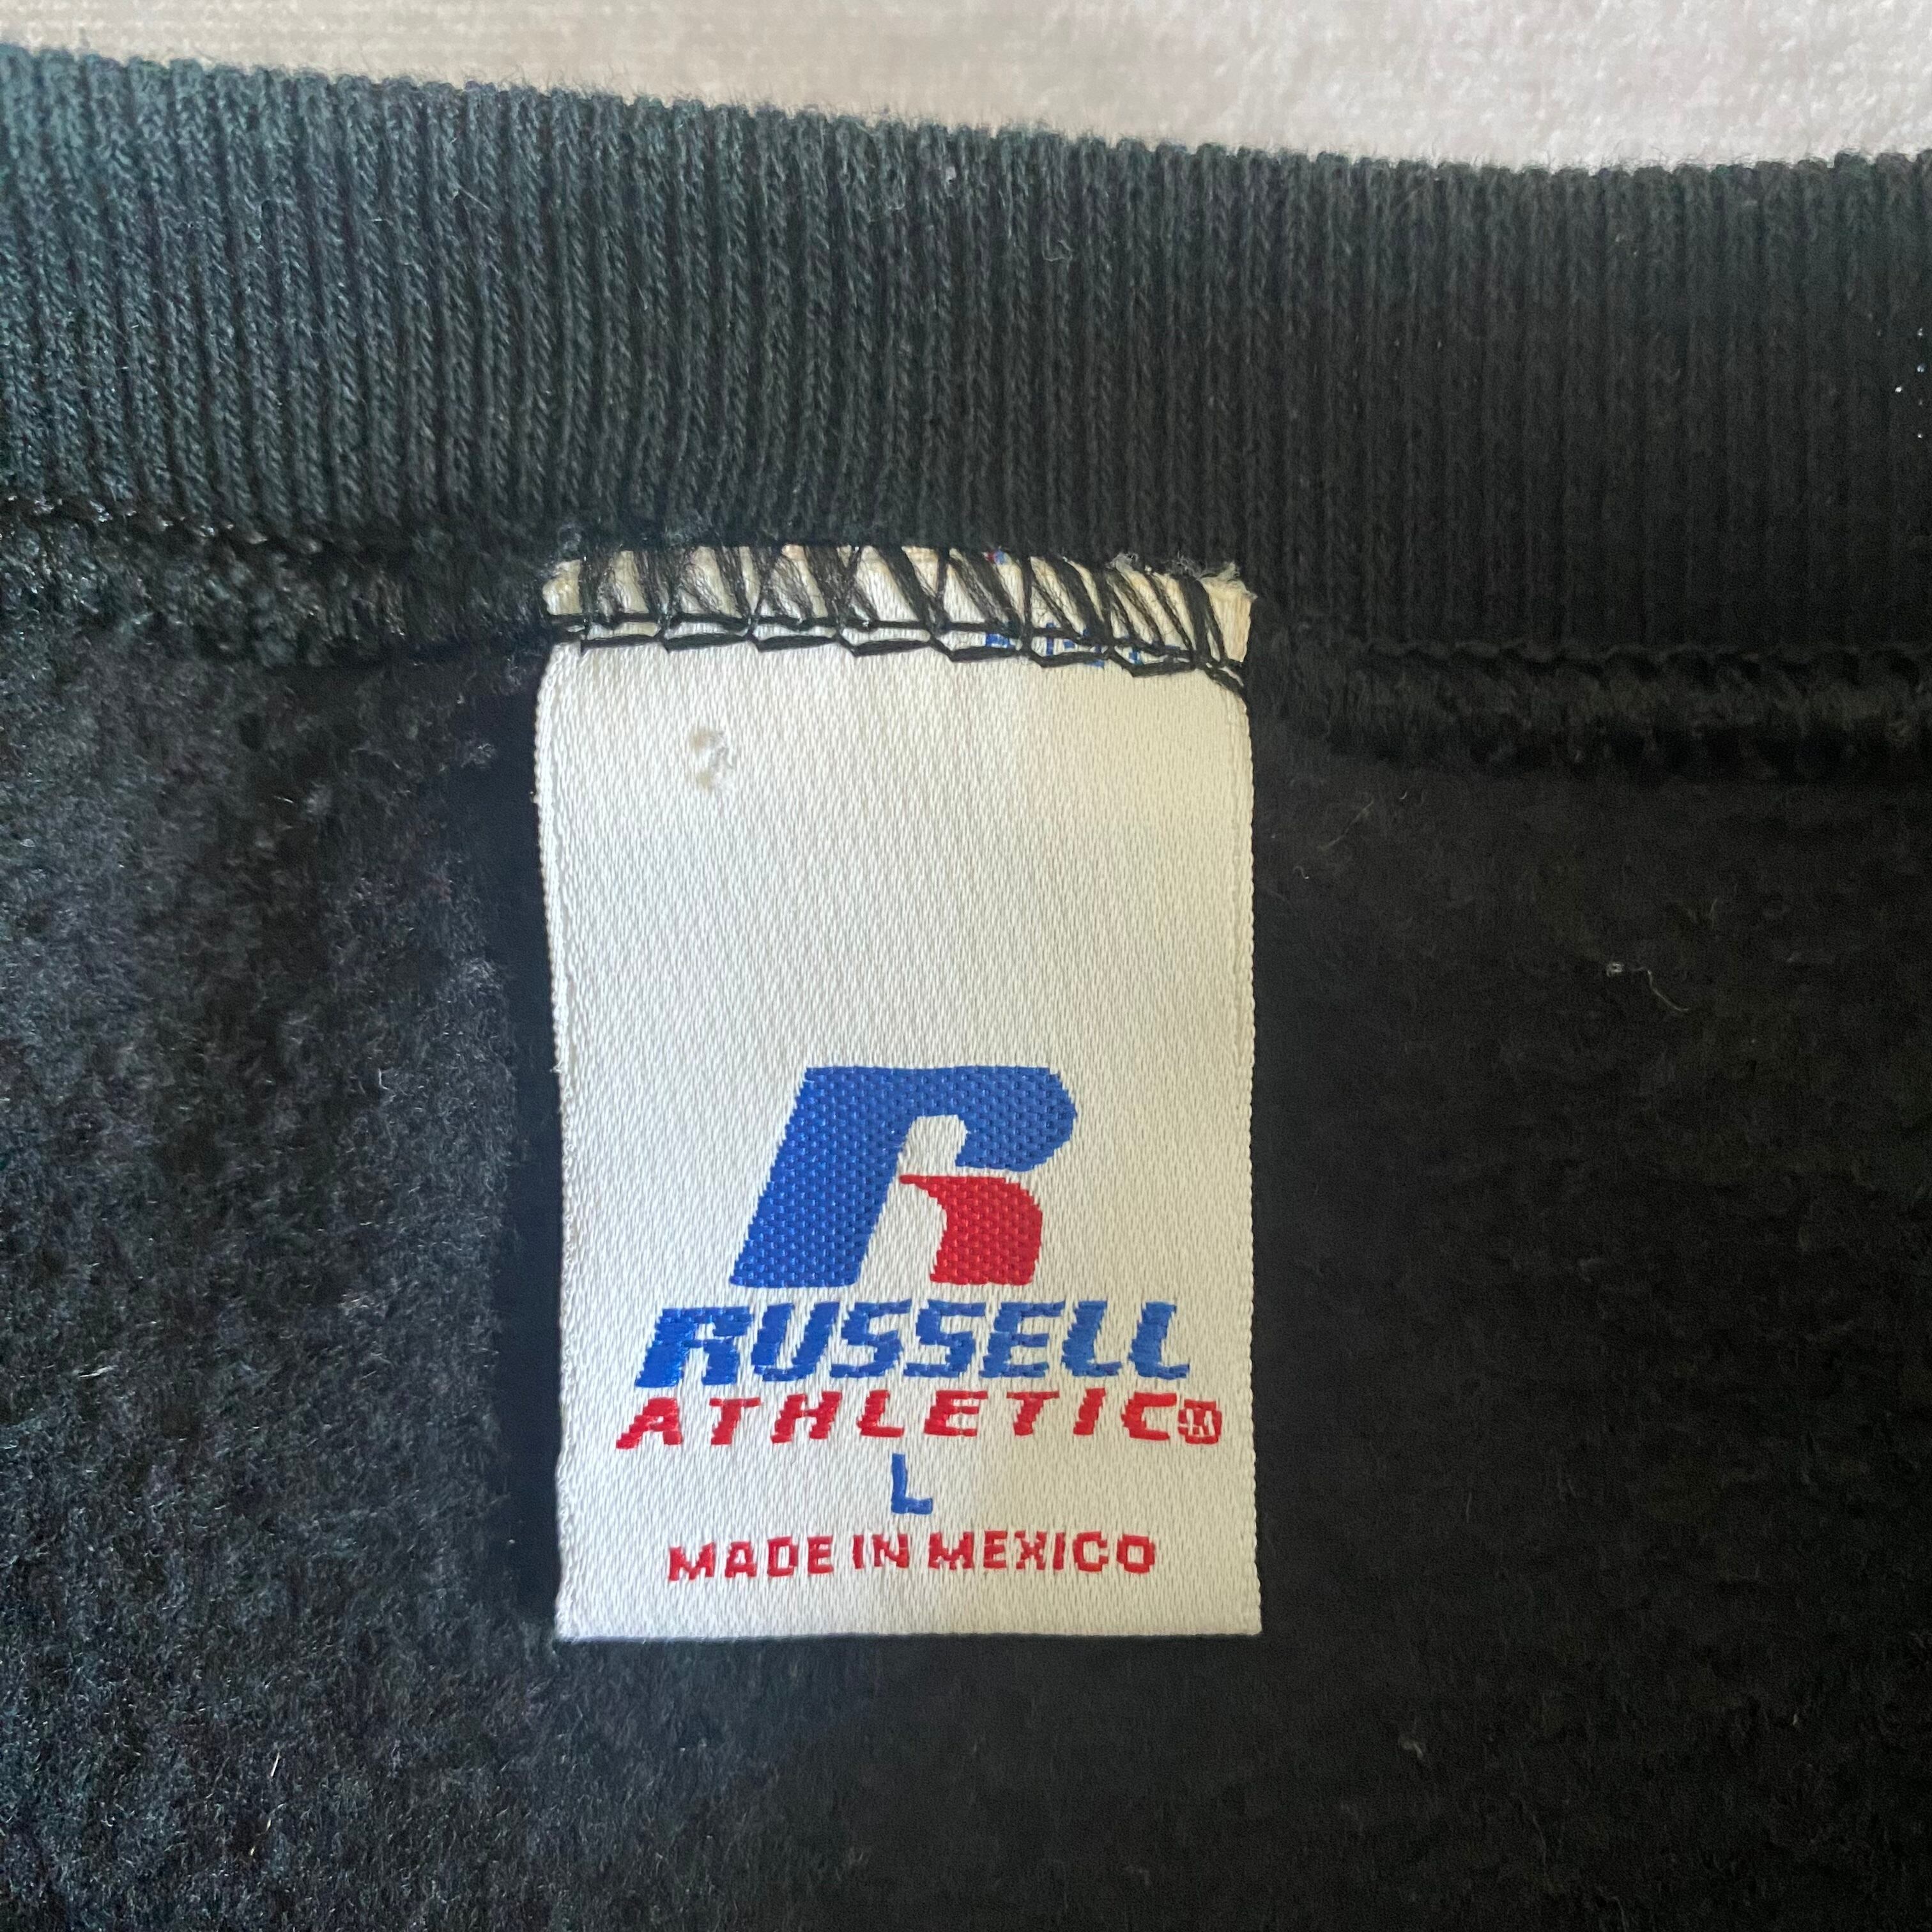 R
RUSSELL
ATHLETIC®
L
MADE IN MEXICO